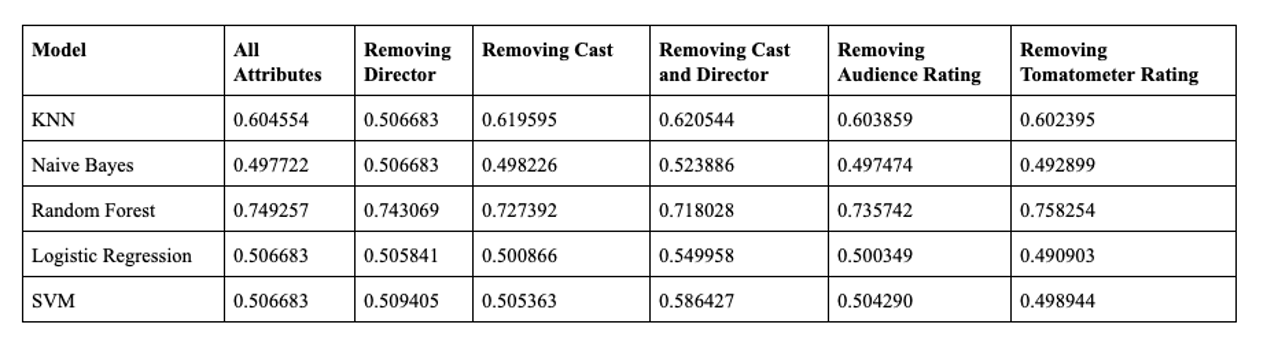 Model All Attributes Removing Director Removing Cast Removing Cast and Director Removing Audience Rating Removing Tomatometer Rating
KNN 0.604554 0.506683 0.619595 0.620544 0.603859 0.602395
Naive Bayes 0.497722 0.506683 0.498226 0.523886 0.497474 0.492899
Random Forest 0.749257 0.743069 0.727392 0.718028 0.735742 0.758254
Logistic Regression 0.506683 0.505841 0.500866 0.549958 0.500349 0.490903
SVM 0.506683 0.509405 0.505363 0.586427 0.504290 0.498944